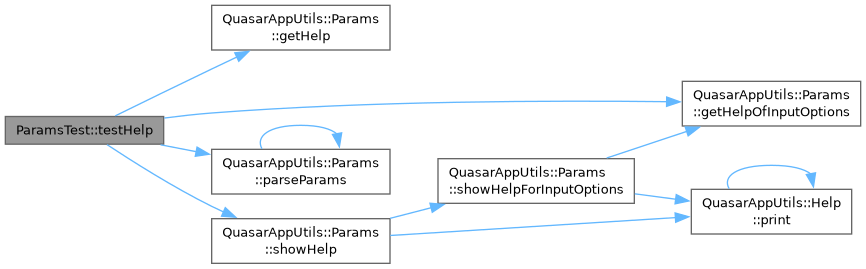 QuasarAppUtils::Params
::getHelp
ParamsTest::testHelp
QuasarAppUtils::Params
::parseParams
QuasarAppUtils::Params
::showHelp
QuasarAppUtils::Params
::showHelpForInputOptions
QuasarAppUtils::Params
::getHelpOfInputOptions
QuasarAppUtils::Help
::print